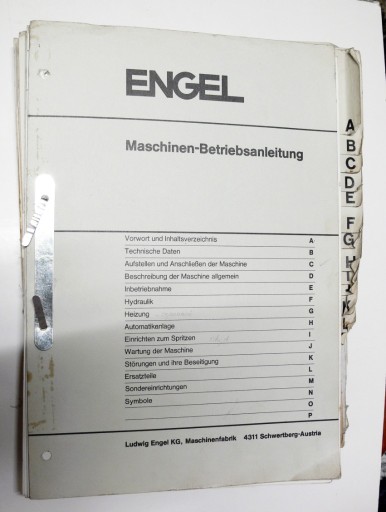 ENGEL
Maschinen-Betriebsanleitung
Vorwort und Inhaltsverzeichnis A
Technische Daten B
Aufstellen und Anschließen der Maschine C
Beschreibung der Maschine allgemein D
Inbetriebnahme E
Hydraulik F
Heizung G
Automatikanlage H
Einrichten zum Spritzen I
Wartung der Maschine J
Störungen und ihre Beseitigung K
Ersatzteile L
Sondereinrichtungen M
Symbole N
O
P
Ludwig Engel KG, Maschinenfabrik 4311 Schwertberg-Austria
A
B
C
D
E
F
G
H
I